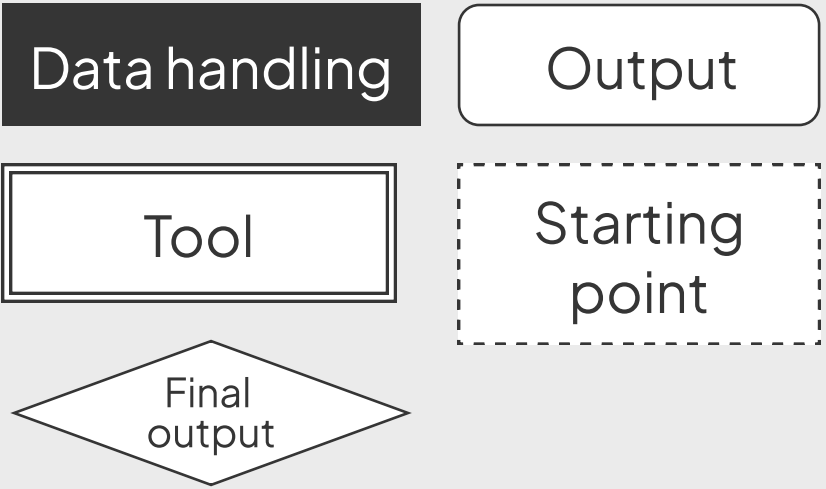 Data handling
Output
Tool
Starting
point
Final
output